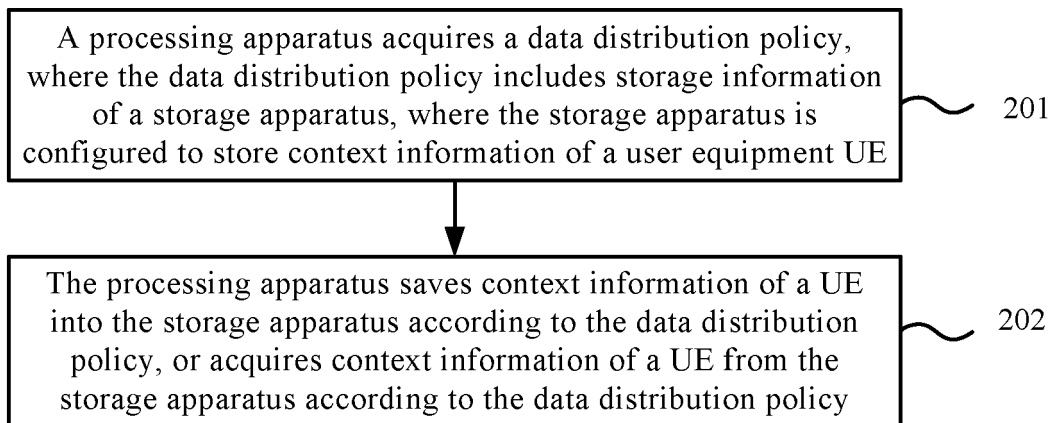 A processing apparatus acquires a data distribution policy,
where the data distribution policy includes storage information
of a storage apparatus, where the storage apparatus is
configured to store context information of a user equipment UE
201
The processing apparatus saves context information of a UE
into the storage apparatus according to the data distribution
policy, or acquires context information of a UE from the
storage apparatus according to the data distribution policy
202